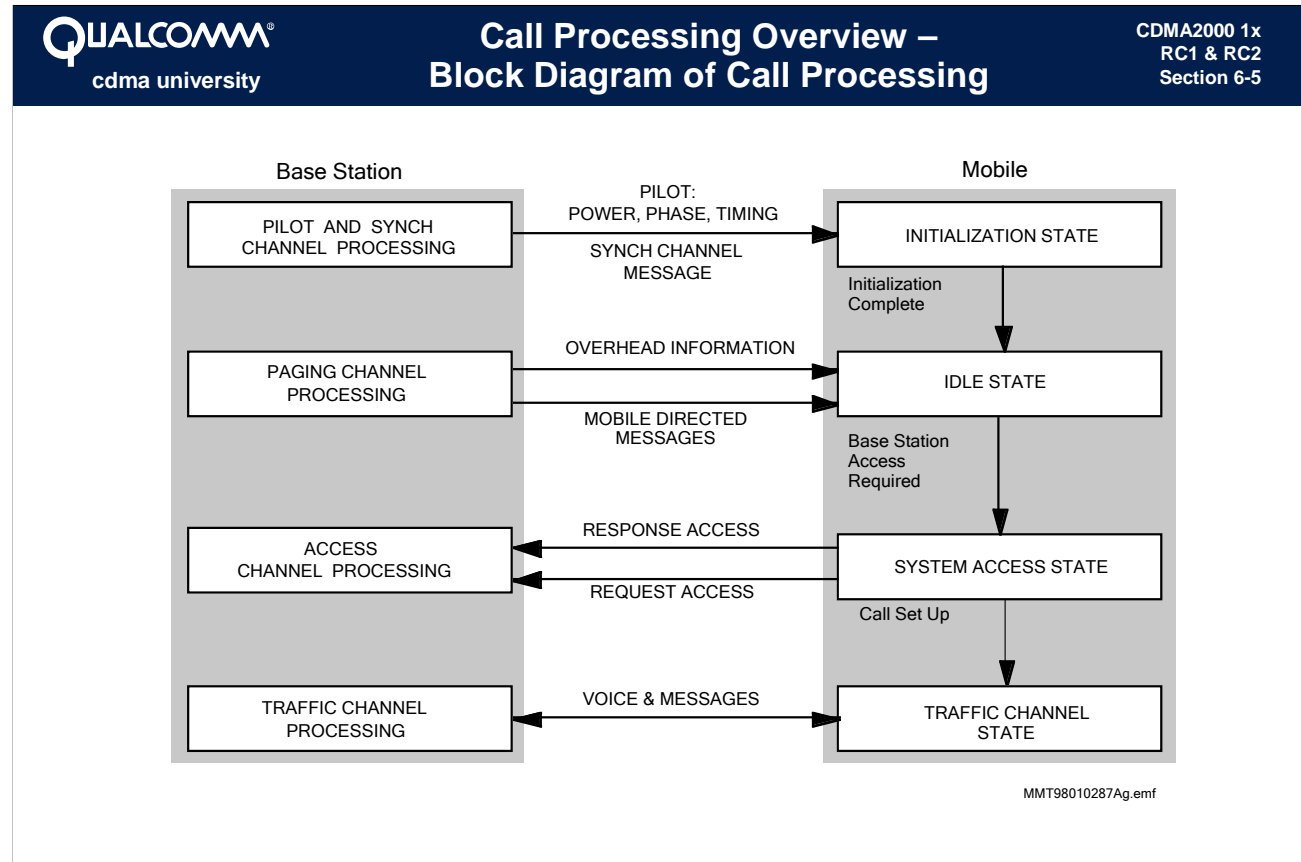 QUALCOMM®
cdma university
Call Processing Overview –
Block Diagram of Call Processing
CDMA2000 1x
RC1 & RC2
Section 6-5
Base Station
Mobile
PILOT AND SYNCH
CHANNEL PROCESSING
PILOT:
POWER, PHASE, TIMING
SYNCH CHANNEL
MESSAGE
INITIALIZATION STATE
Initialization
Complete
PAGING CHANNEL
PROCESSING
OVERHEAD INFORMATION
MOBILE DIRECTED
MESSAGES
IDLE STATE
Base Station
Access
Required
ACCESS
CHANNEL PROCESSING
RESPONSE ACCESS
REQUEST ACCESS
SYSTEM ACCESS STATE
Call Set Up
TRAFFIC CHANNEL
PROCESSING
VOICE & MESSAGES
TRAFFIC CHANNEL
STATE
MMT98010287Ag.emf